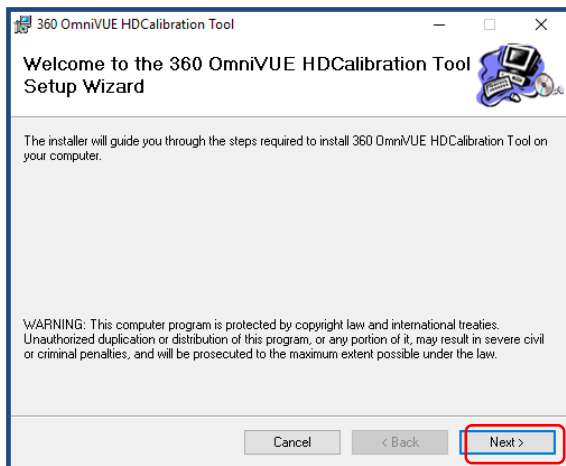 360 OmniVUE HDCalibration Tool
Welcome to the 360 OmniVUE HDCalibration Tool
Setup Wizard
The installer will guide you through the steps required to install 360 OmniVUE HDCalibration Tool on
your computer.
WARNING: This computer program is protected by copyright law and international treaties.
Unauthorized duplication or distribution of this program, or any portion of it, may result in severe civil
or criminal penalties, and will be prosecuted to the maximum extent possible under the law.
Cancel
< Back
Next >